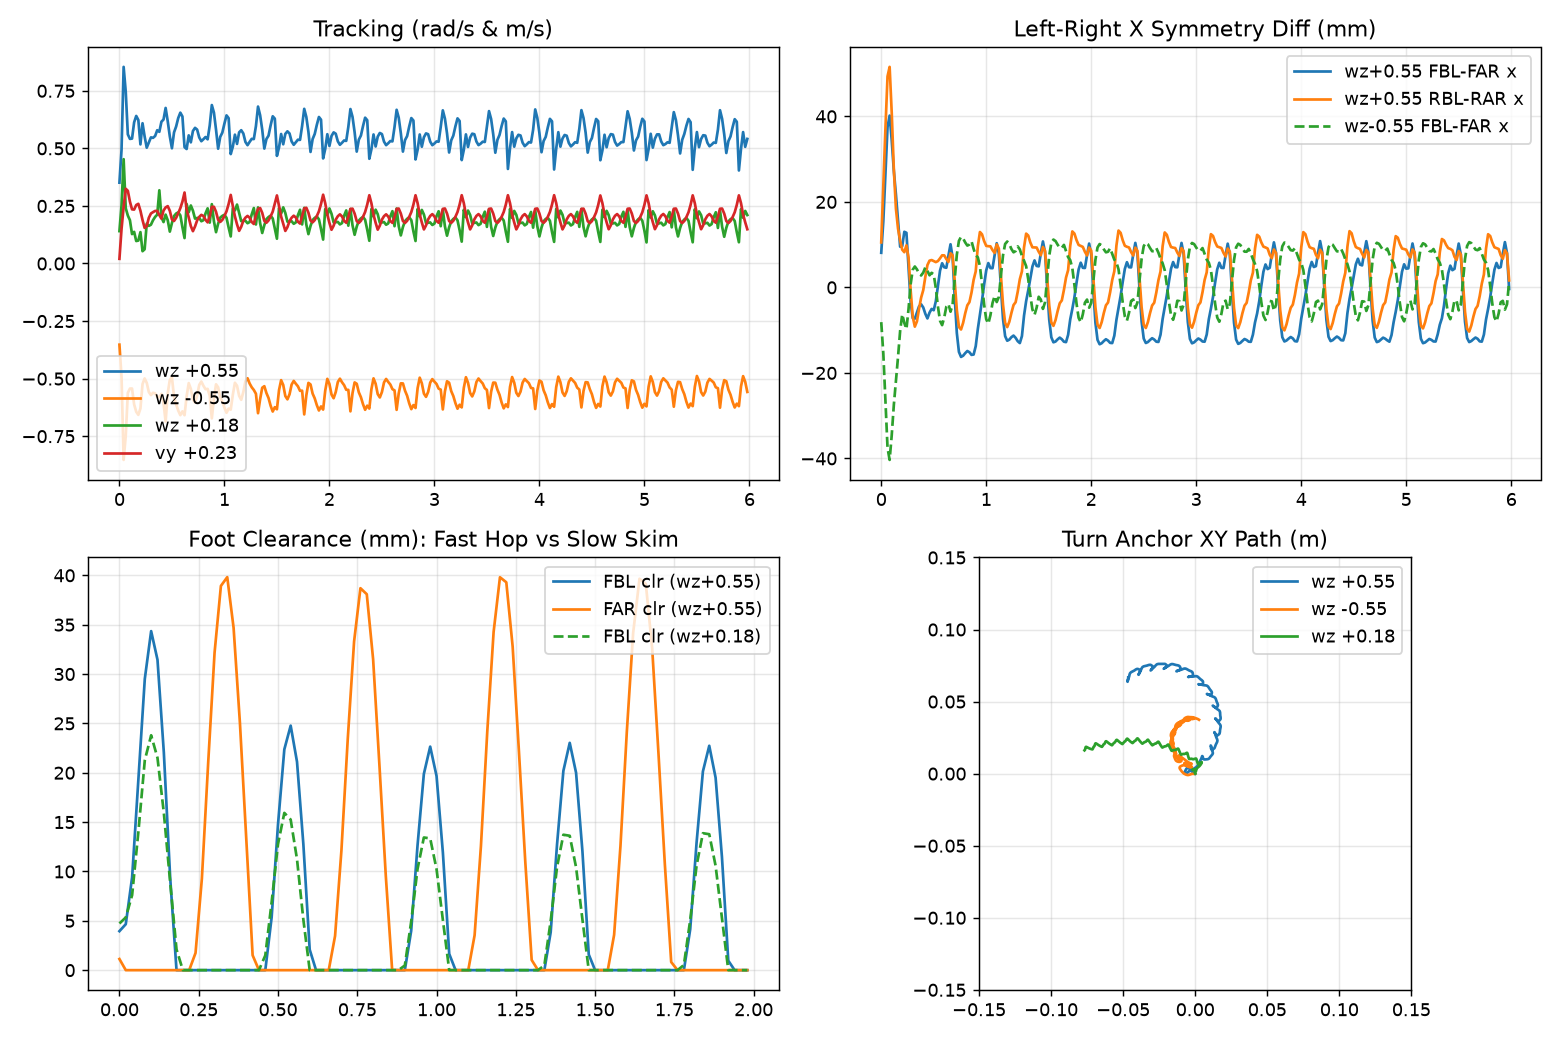 Tracking (rad/s & m/s)
0.75
0.50
0.25
0.00
−0.25
−0.50
−0.75
wz +0.55
wz -0.55
wz +0.18
vy +0.23
0 1 2 3 4 5 6
Left-Right X Symmetry Diff (mm)
40
20
0
−20
−40
wz+0.55 FBL-FAR x
wz+0.55 RBL-RAR x
wz-0.55 FBL-FAR x
0 1 2 3 4 5 6
Foot Clearance (mm): Fast Hop vs Slow Skim
40
35
30
25
20
15
10
5
0
FBL clr (wz+0.55)
FAR clr (wz+0.55)
FBL clr (wz+0.18)
0.00 0.25 0.50 0.75 1.00 1.25 1.50 1.75 2.00
Turn Anchor XY Path (m)
0.15
0.10
0.05
0.00
−0.05
−0.10
−0.15
wz +0.55
wz -0.55
wz +0.18
−0.15 −0.10 −0.05 0.00 0.05 0.10 0.15